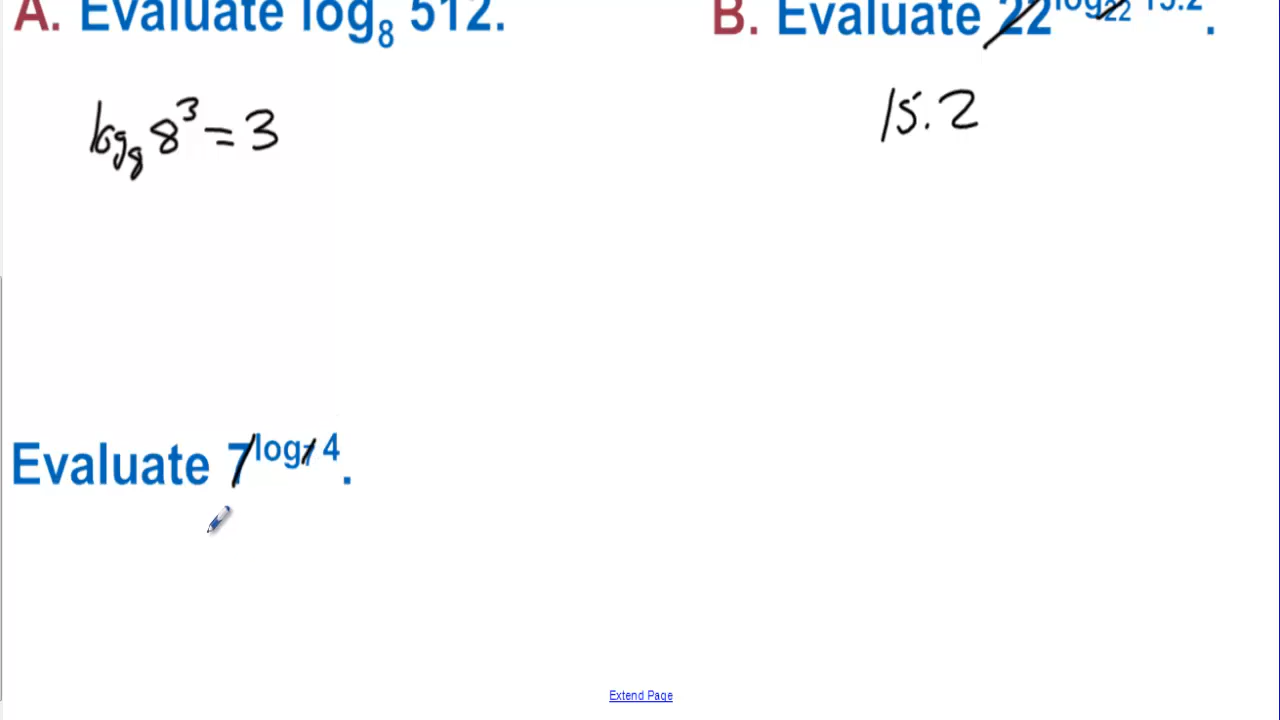 A. Evaluate log₈ 512.
B. Evaluate 22^log₂₂ 15.2.
log₈ 8³ = 3
15.2
Evaluate 7^log₇ 4.
Extend Page